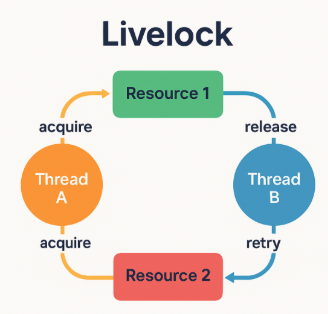 Livelock
Resource 1
acquire
release
Thread
A
Thread
B
acquire
retry
Resource 2